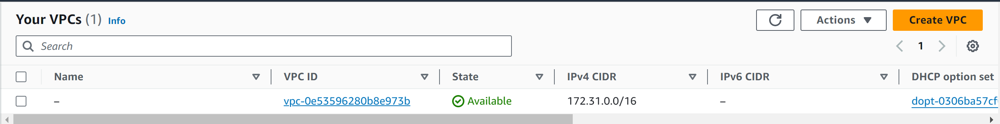 Your VPCs (1) Info
Actions
Create VPC
Search
1
Name VPC ID State IPv4 CIDR IPv6 CIDR DHCP option set
– vpc-0e53596280b8e973b Available 172.31.0.0/16 – dopt-0306ba57cf